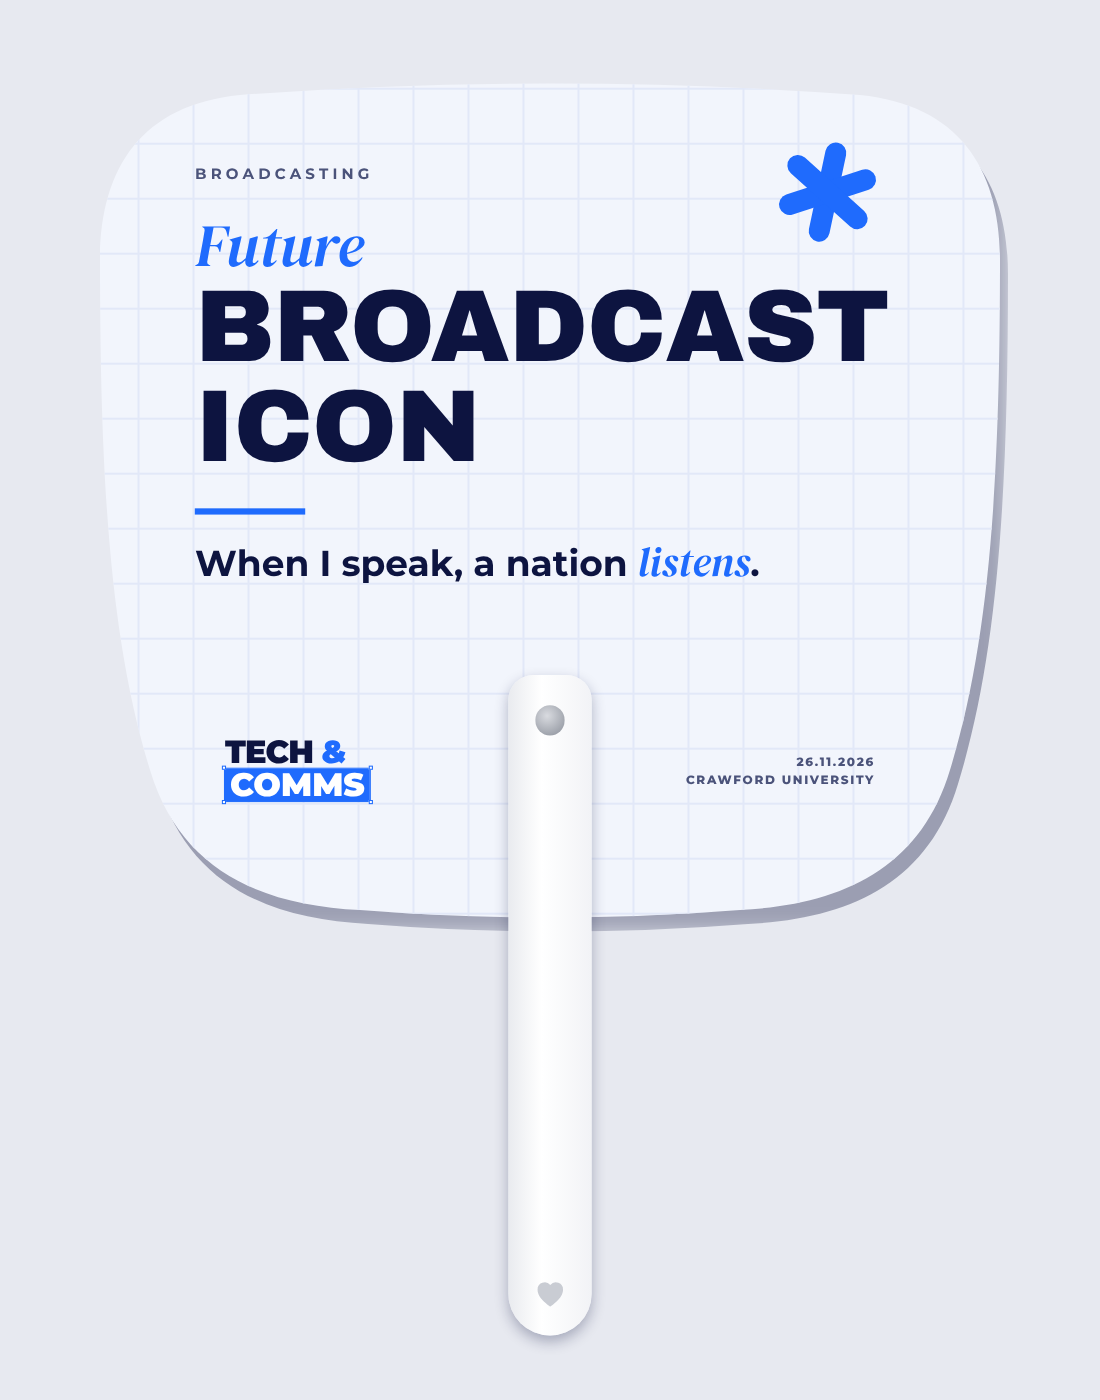 BROADCASTING
Future
BROADCAST
ICON
When I speak, a nation listens.
TECH &
COMMS
26.11.2026
CRAWFORD UNIVERSITY